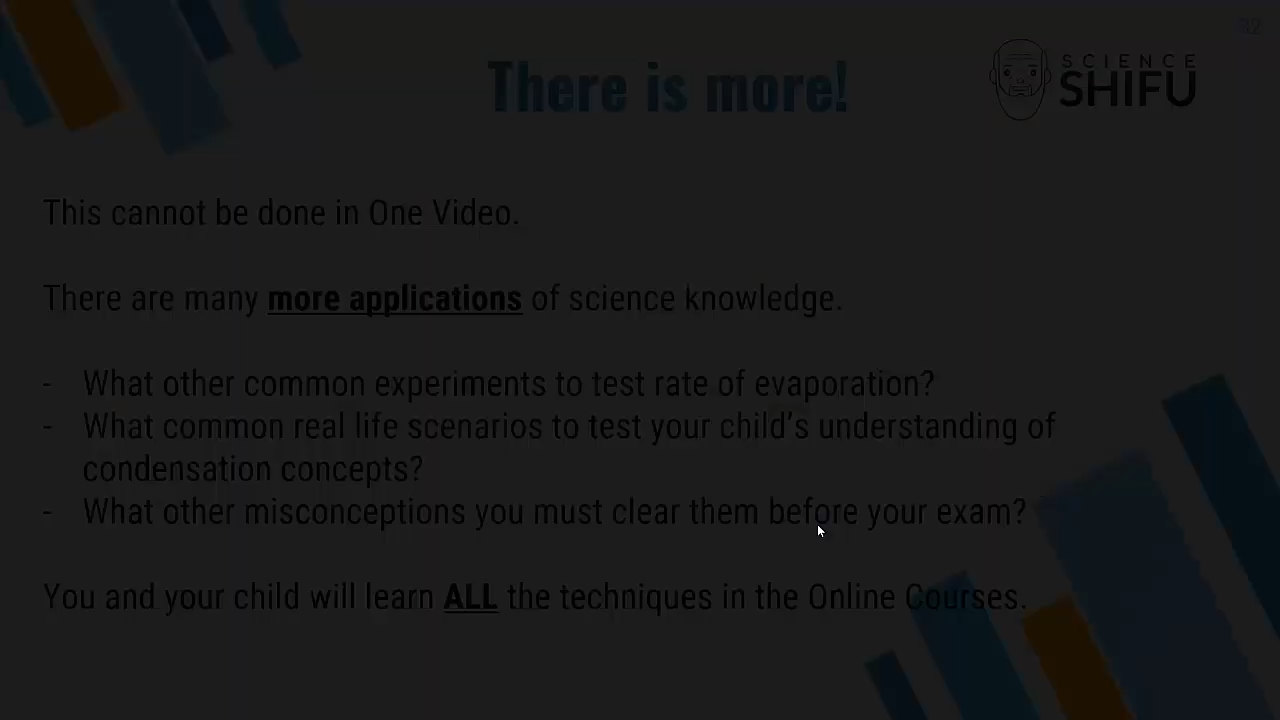 32
There is more!
SCIENCE
SHIFU
This cannot be done in One Video.
There are many more applications of science knowledge.
- What other common experiments to test rate of evaporation?
- What common real life scenarios to test your child’s understanding of
condensation concepts?
- What other misconceptions you must clear them before your exam?
You and your child will learn ALL the techniques in the Online Courses.